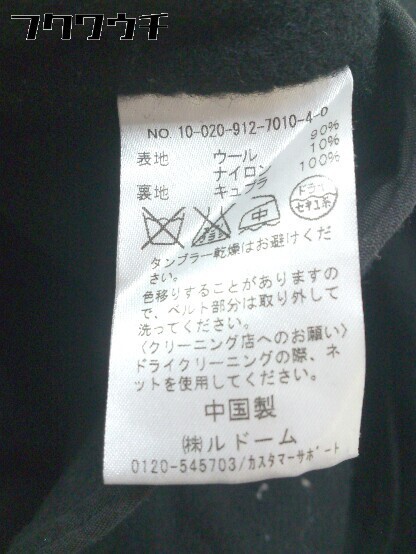 フクワウチ
NO. 10-020-912-7010-4-0
表地 ウール 90%
ナイロン 10%
裏地 キュプラ 100%
中
ドライ
セキユ系
タンブラー乾燥はお避けくだ
さい。
色移りすることがありますの
で、ベルト部分は取り外して
洗ってください。
〈クリーニング店へのお願い〉
ドライクリーニングの際、ネ
ットを使用してください。
中国製
㈱ルドーム
0120-545703/カスタマーサポート